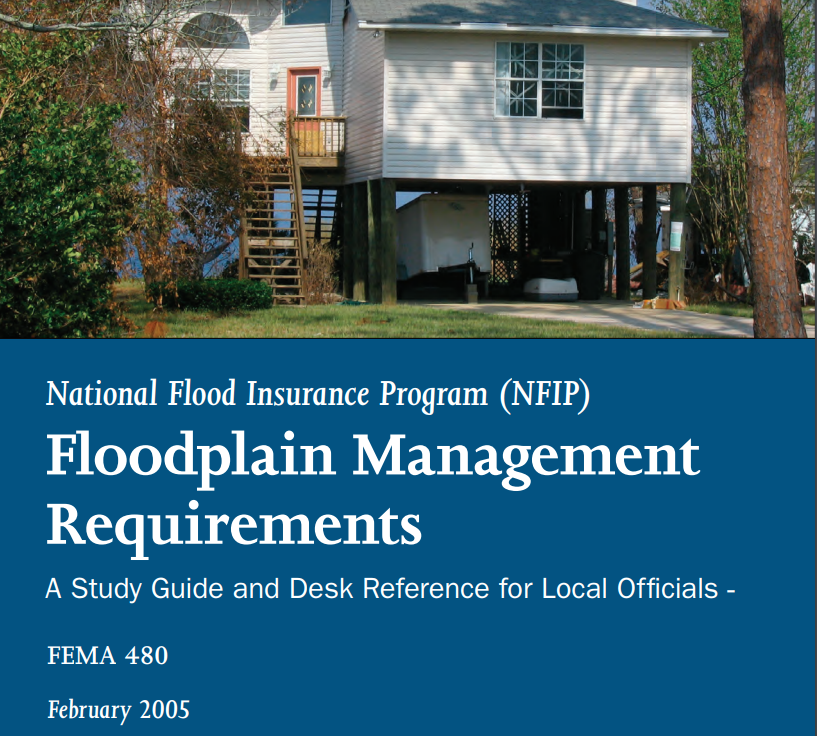 National Flood Insurance Program (NFIP)
Floodplain Management
Requirements
A Study Guide and Desk Reference for Local Officials -
FEMA 480
February 2005